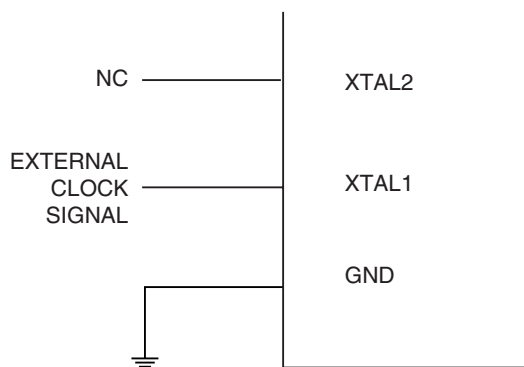 NC
XTAL2
EXTERNAL
CLOCK
SIGNAL
XTAL1
GND